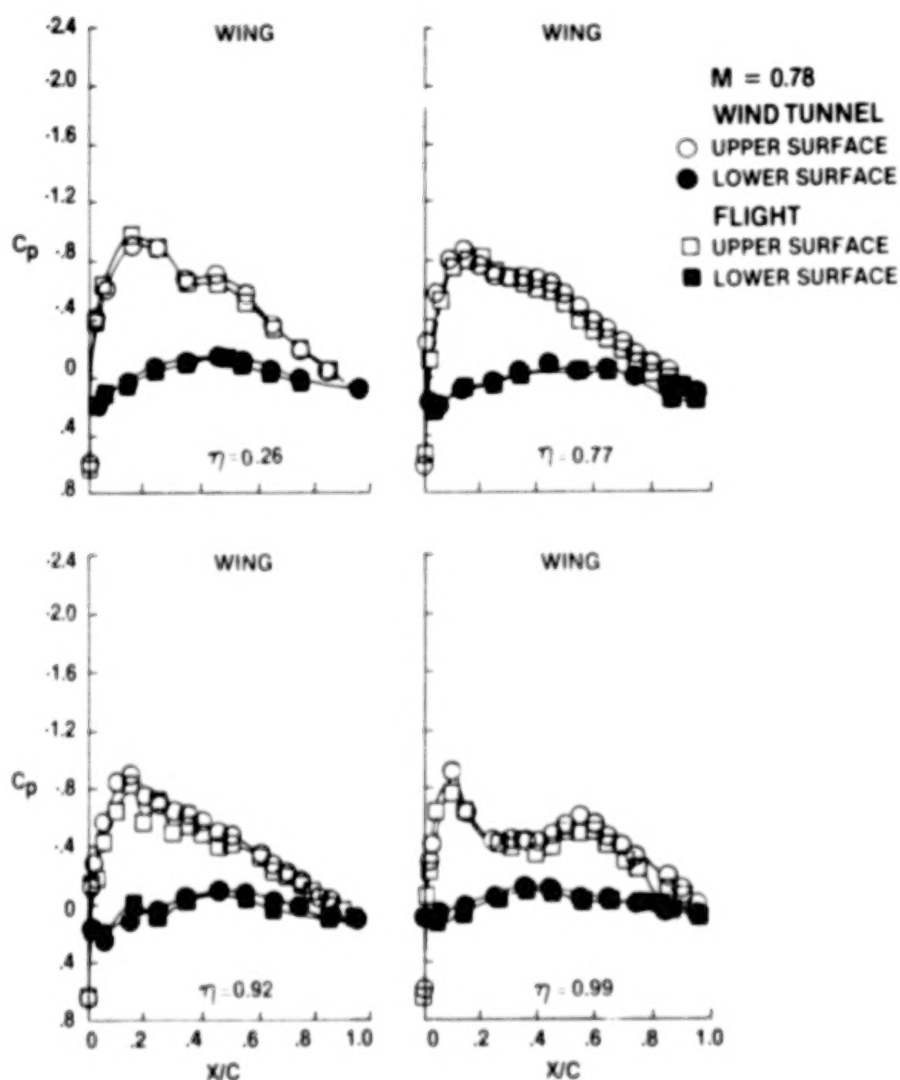 WING
-2.4
-2.0
-1.6
-1.2
Cp
-.8
-.4
0
.4
.8
η = 0.26
WING
η = 0.77
M = 0.78
WIND TUNNEL
UPPER SURFACE
LOWER SURFACE
FLIGHT
UPPER SURFACE
LOWER SURFACE
WING
-2.4
-2.0
-1.6
-1.2
Cp
-.8
-.4
0
.4
.8
η = 0.92
0 .2 .4 .6 .8 1.0
X/C
WING
η = 0.99
0 .2 .4 .6 .8 1.0
X/C